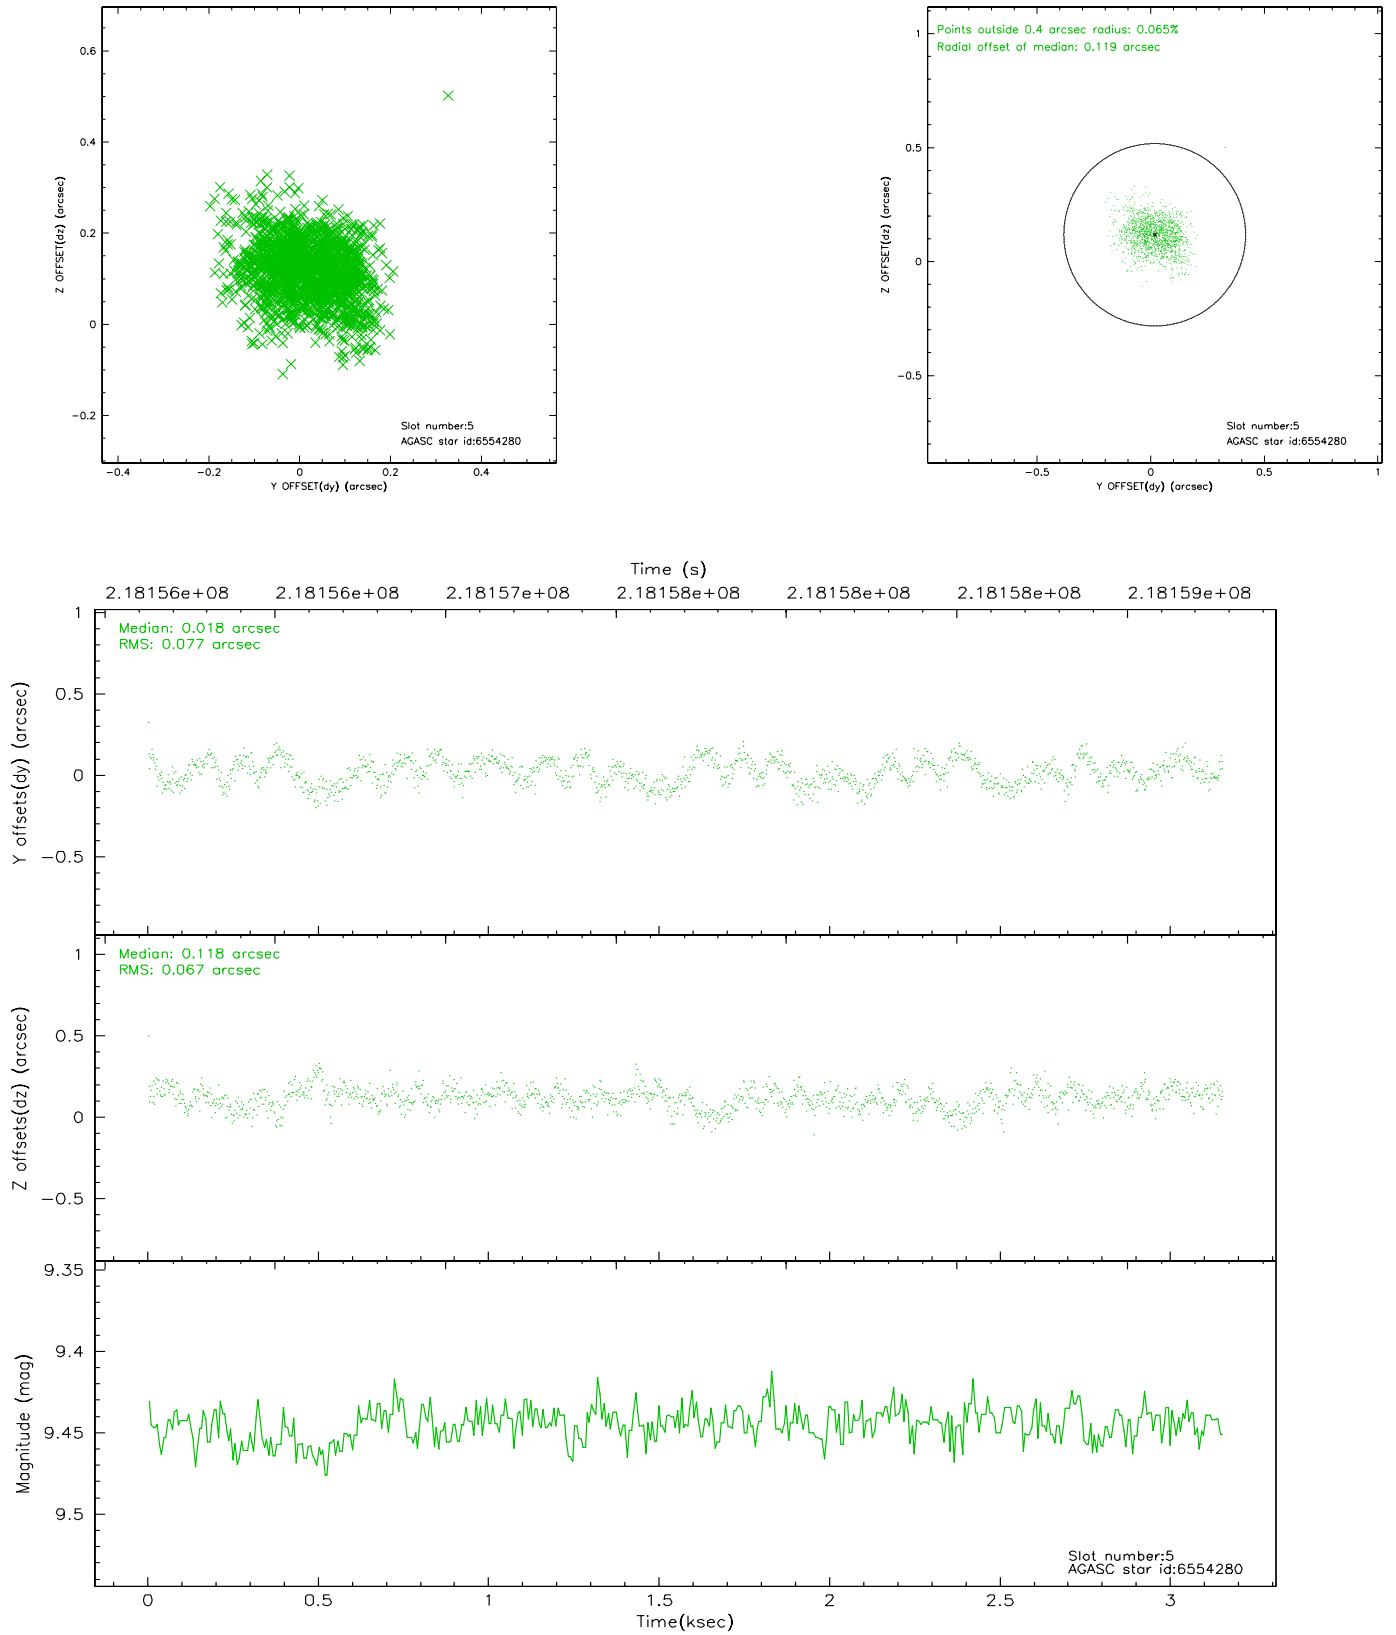 0.6
0.4
0.2
0
-0.2
Z OFFSET(dz) (arcsec)
-0.4 -0.2 0 0.2 0.4
Y OFFSET(dy) (arcsec)
Slot number:5
AGASC star id:6554280
Points outside 0.4 arcsec radius: 0.065%
Radial offset of median: 0.119 arcsec
1
0.5
0
-0.5
Z OFFSET(dz) (arcsec)
-0.5 0 0.5 1
Y OFFSET(dy) (arcsec)
Slot number:5
AGASC star id:6554280
Time (s)
2.18156e+08 2.18156e+08 2.18157e+08 2.18158e+08 2.18158e+08 2.18158e+08 2.18159e+08
Median: 0.018 arcsec
RMS: 0.077 arcsec
1
0.5
0
-0.5
Y offsets(dy) (arcsec)
Median: 0.118 arcsec
RMS: 0.067 arcsec
1
0.5
0
-0.5
Z offsets(dz) (arcsec)
9.35
9.4
9.45
9.5
Magnitude (mag)
Slot number:5
AGASC star id:6554280
0 0.5 1 1.5 2 2.5 3
Time(ksec)